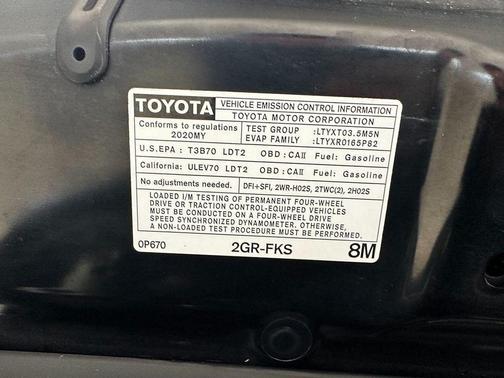 TOYOTA
VEHICLE EMISSION CONTROL INFORMATION
TOYOTA MOTOR CORPORATION
Conforms to regulations
2020MY
TEST GROUP :LTYXT03.5M5N
EVAP FAMILY :LTYXR0165P82
U.S.EPA : T3B70 LDT2 OBD:CAII Fuel: Gasoline
California: ULEV70 LDT2 OBD:CAII Fuel: Gasoline
No adjustments needed. DFI+SFI, 2WR-HO2S, 2TWC(2), 2HO2S
LOADED I/M TESTING OF PERMANENT FOUR-WHEEL
DRIVE OR TRACTION CONTROL-EQUIPPED VEHICLES
MUST BE CONDUCTED ON A FOUR-WHEEL DRIVE
SPEED SYNCHRONIZED DYNAMOMETER. OTHERWISE,
A NON-LOADED TEST PROCEDURE MUST BE PERFORMED.
0P670 2GR-FKS 8M